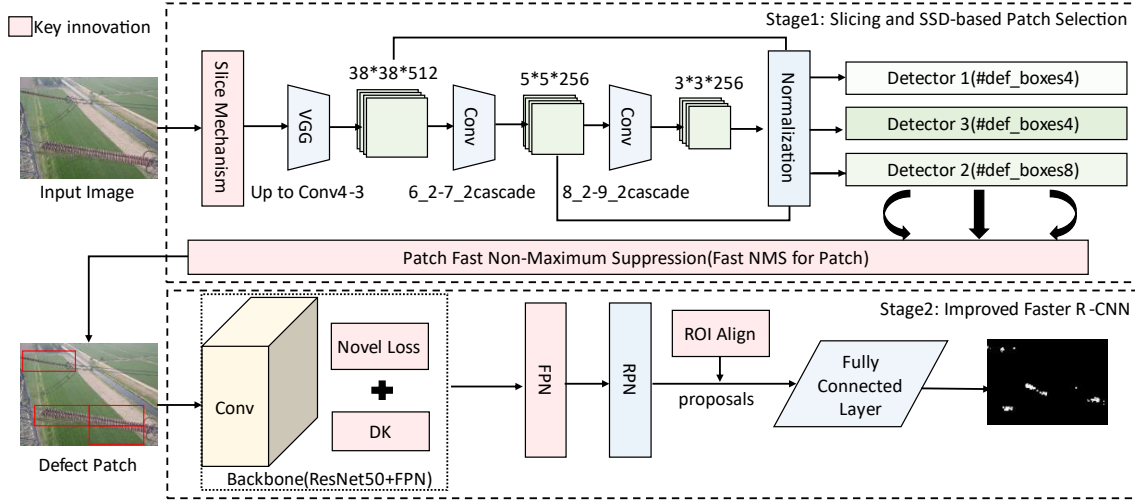 Key innovation
Stage1: Slicing and SSD-based Patch Selection
Input Image
Slice Mechanism
VGG
Up to Conv4-3
38*38*512
Conv
6_2-7_2cascade
5*5*256
Conv
8_2-9_2cascade
3*3*256
Normalization
Detector 1(#def_boxes4)
Detector 3(#def_boxes4)
Detector 2(#def_boxes8)
Patch Fast Non-Maximum Suppression(Fast NMS for Patch)
Stage2: Improved Faster R-CNN
Defect Patch
Conv
Novel Loss
DK
Backbone(ResNet50+FPN)
FPN
RPN
ROI Align
proposals
Fully
Connected
Layer